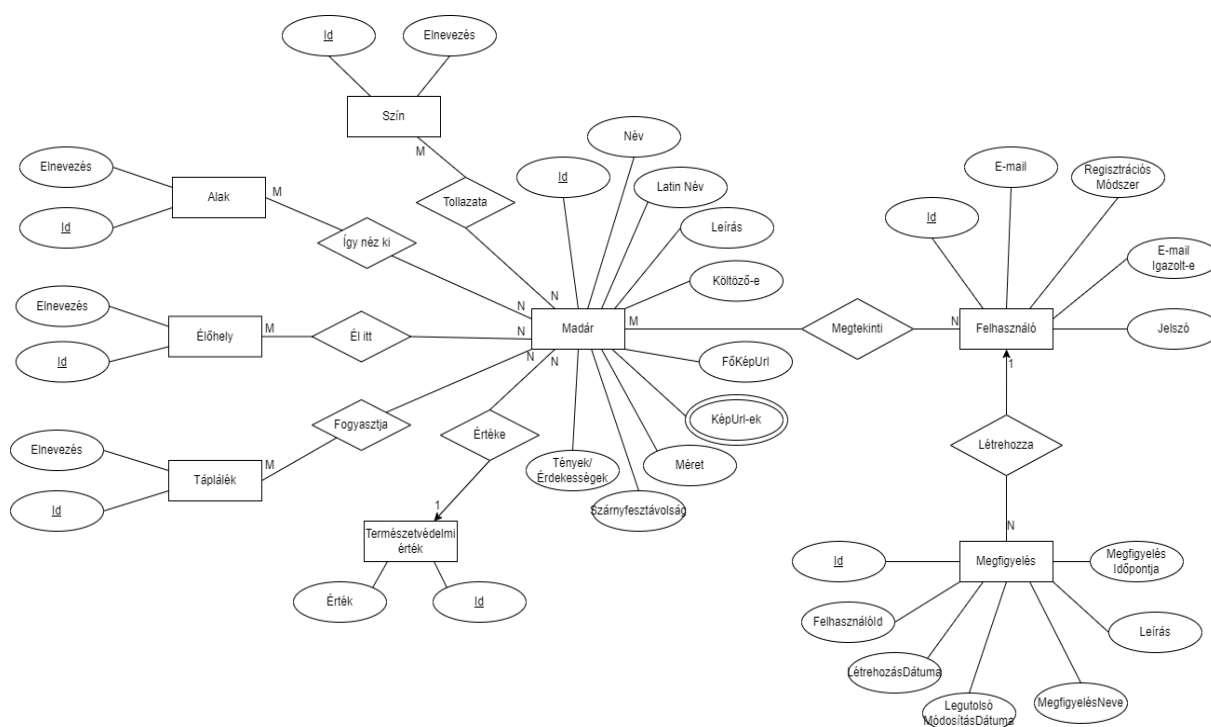 Id
Elnevezés
Szín
M
Tollazata
N
Elnevezés
Id
Alak
M
Így néz ki
N
Elnevezés
Id
Élőhely
M
Él itt
N
Elnevezés
Id
Táplálék
M
Fogyasztja
N
Értéke
N
1
Természetvédelmi
érték
Érték
Id
Madár
Id
Név
Latin Név
Leírás
Költöző-e
FőKépUrl
KépUrl-ek
Méret
Szárnyfesztávolság
Tények/
Érdekességek
M
Megtekinti
N
Felhasználó
Id
E-mail
Regisztrációs
Módszer
E-mail
Igazolt-e
Jelszó
1
Létrehozza
N
Megfigyelés
Id
FelhasználóId
LétrehozásDátuma
Legutolsó
MódosításDátuma
MegfigyelésNeve
Leírás
Megfigyelés
Időpontja